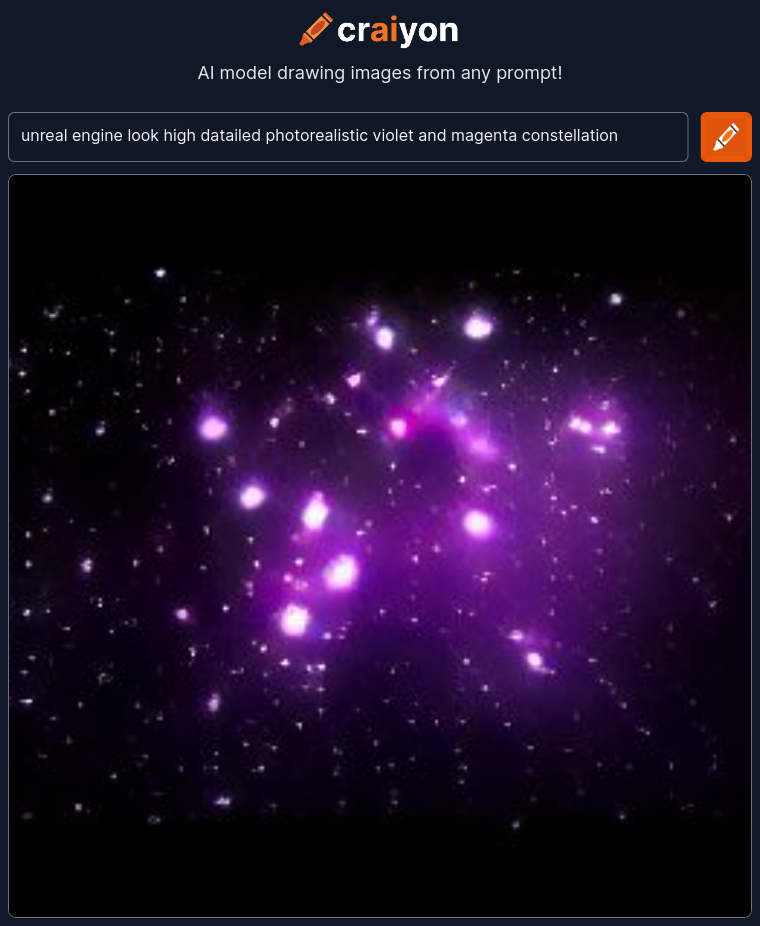 craiyon
AI model drawing images from any prompt!
unreal engine look high datailed photorealistic violet and magenta constellation